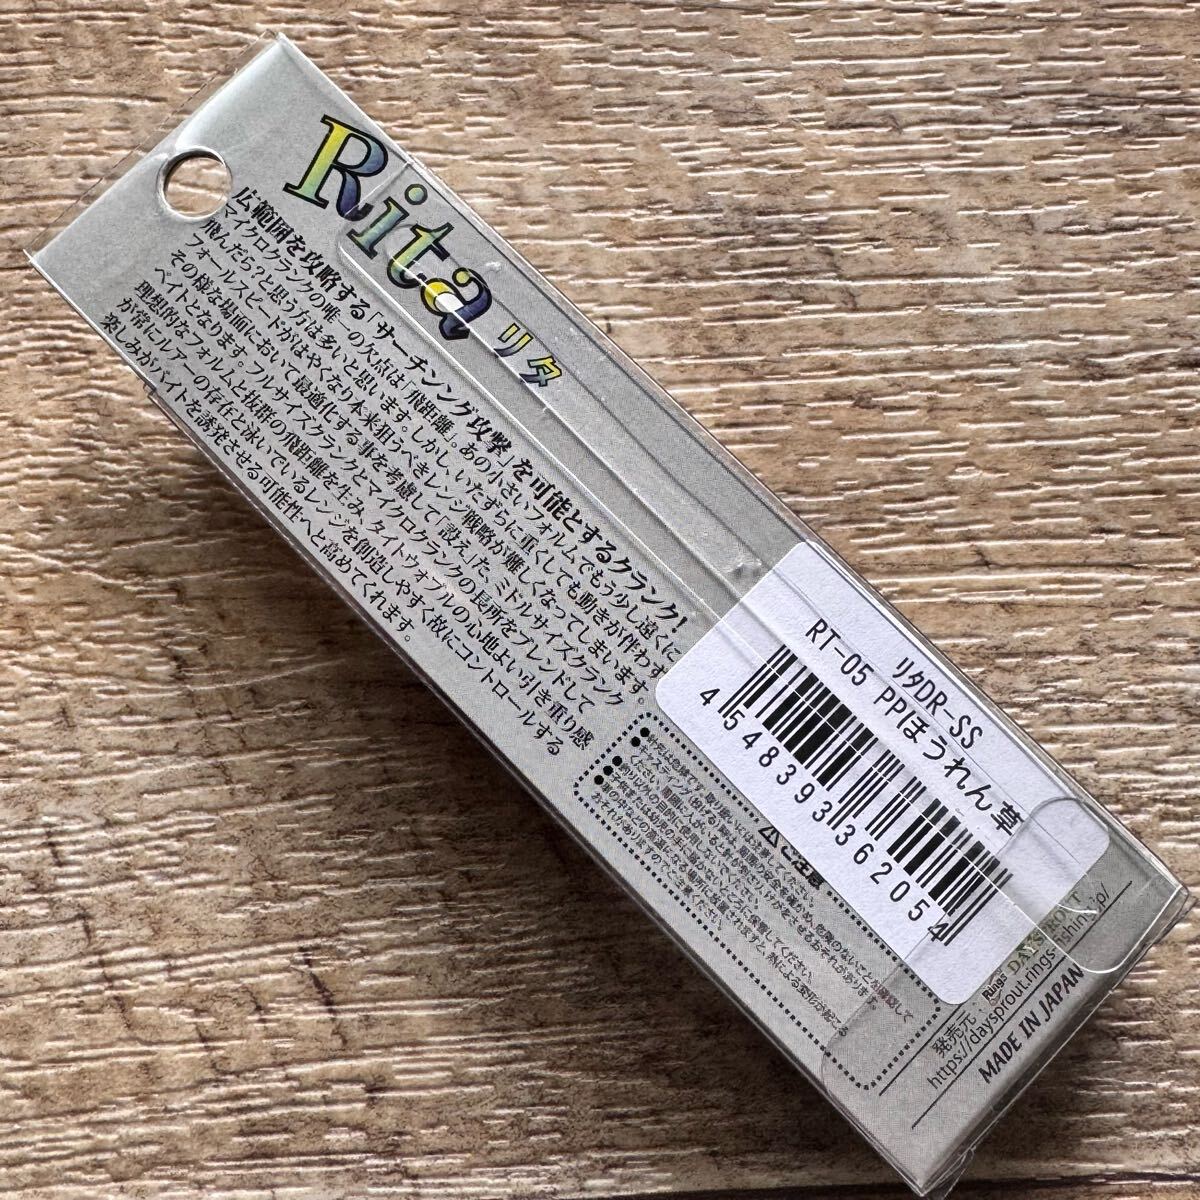 Rita リタ
広範囲を攻略する「サーチンング攻撃」を可能とするクランク!
マイクロクランクの唯一の欠点は「飛距離」。あの小さいフォルムでもう少し遠くに
飛んだら?と思う方は多いと思います。しかし、いたずらに重くしても動きが伴わず
フォールスピードがはやくなり本来狙うべきレンジ戦略が難しくなってしまいます。
その様な場面において最適化する事を考慮して「設えた」ミドルサイズクランク
ベイトとなります。フルサイズクランクとマイクロクランクの長所をブレンドして
理想的なフォルムと抜群の飛距離を生み、タイトウォブルの心地よい引き重り感
が常にルアーの存在と泳いでいるレンジを創造しやすく故にコントロールする
楽しみがバイトを誘発させる可能性へと高めてくれます。
リタDR-SS
RT-05 PPほうれん草
4548393362054
⚠ご注意
Rings
DAYSPROUT
発売元
https://daysprout.rings-fishing.jp/
MADE IN JAPAN